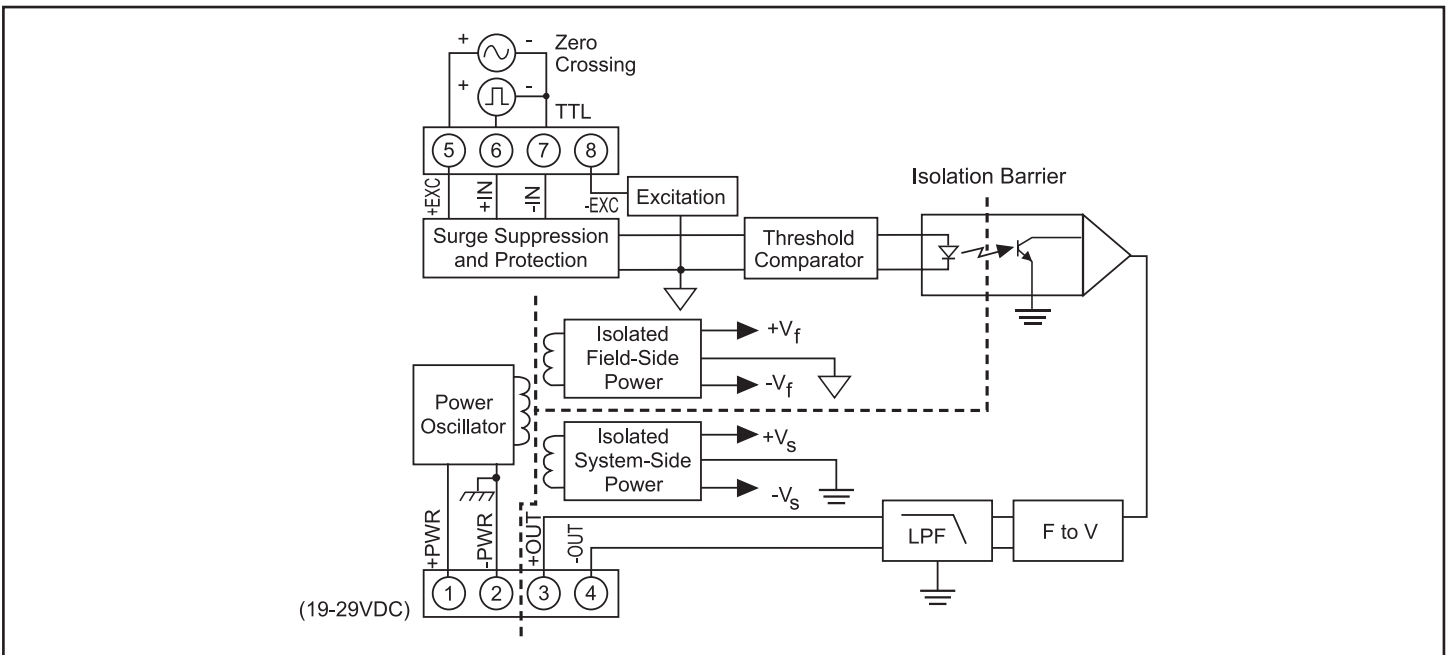 + - Zero
Crossing
+ - TTL
5 6 7 8
+EXC +IN -IN -EXC
Excitation
Isolation Barrier
Surge Suppression
and Protection
Threshold
Comparator
Isolated
Field-Side
Power
+Vf
-Vf
Power
Oscillator
Isolated
System-Side
Power
+Vs
-Vs
+PWR -PWR +OUT -OUT
LPF
F to V
1 2 3 4
(19-29VDC)